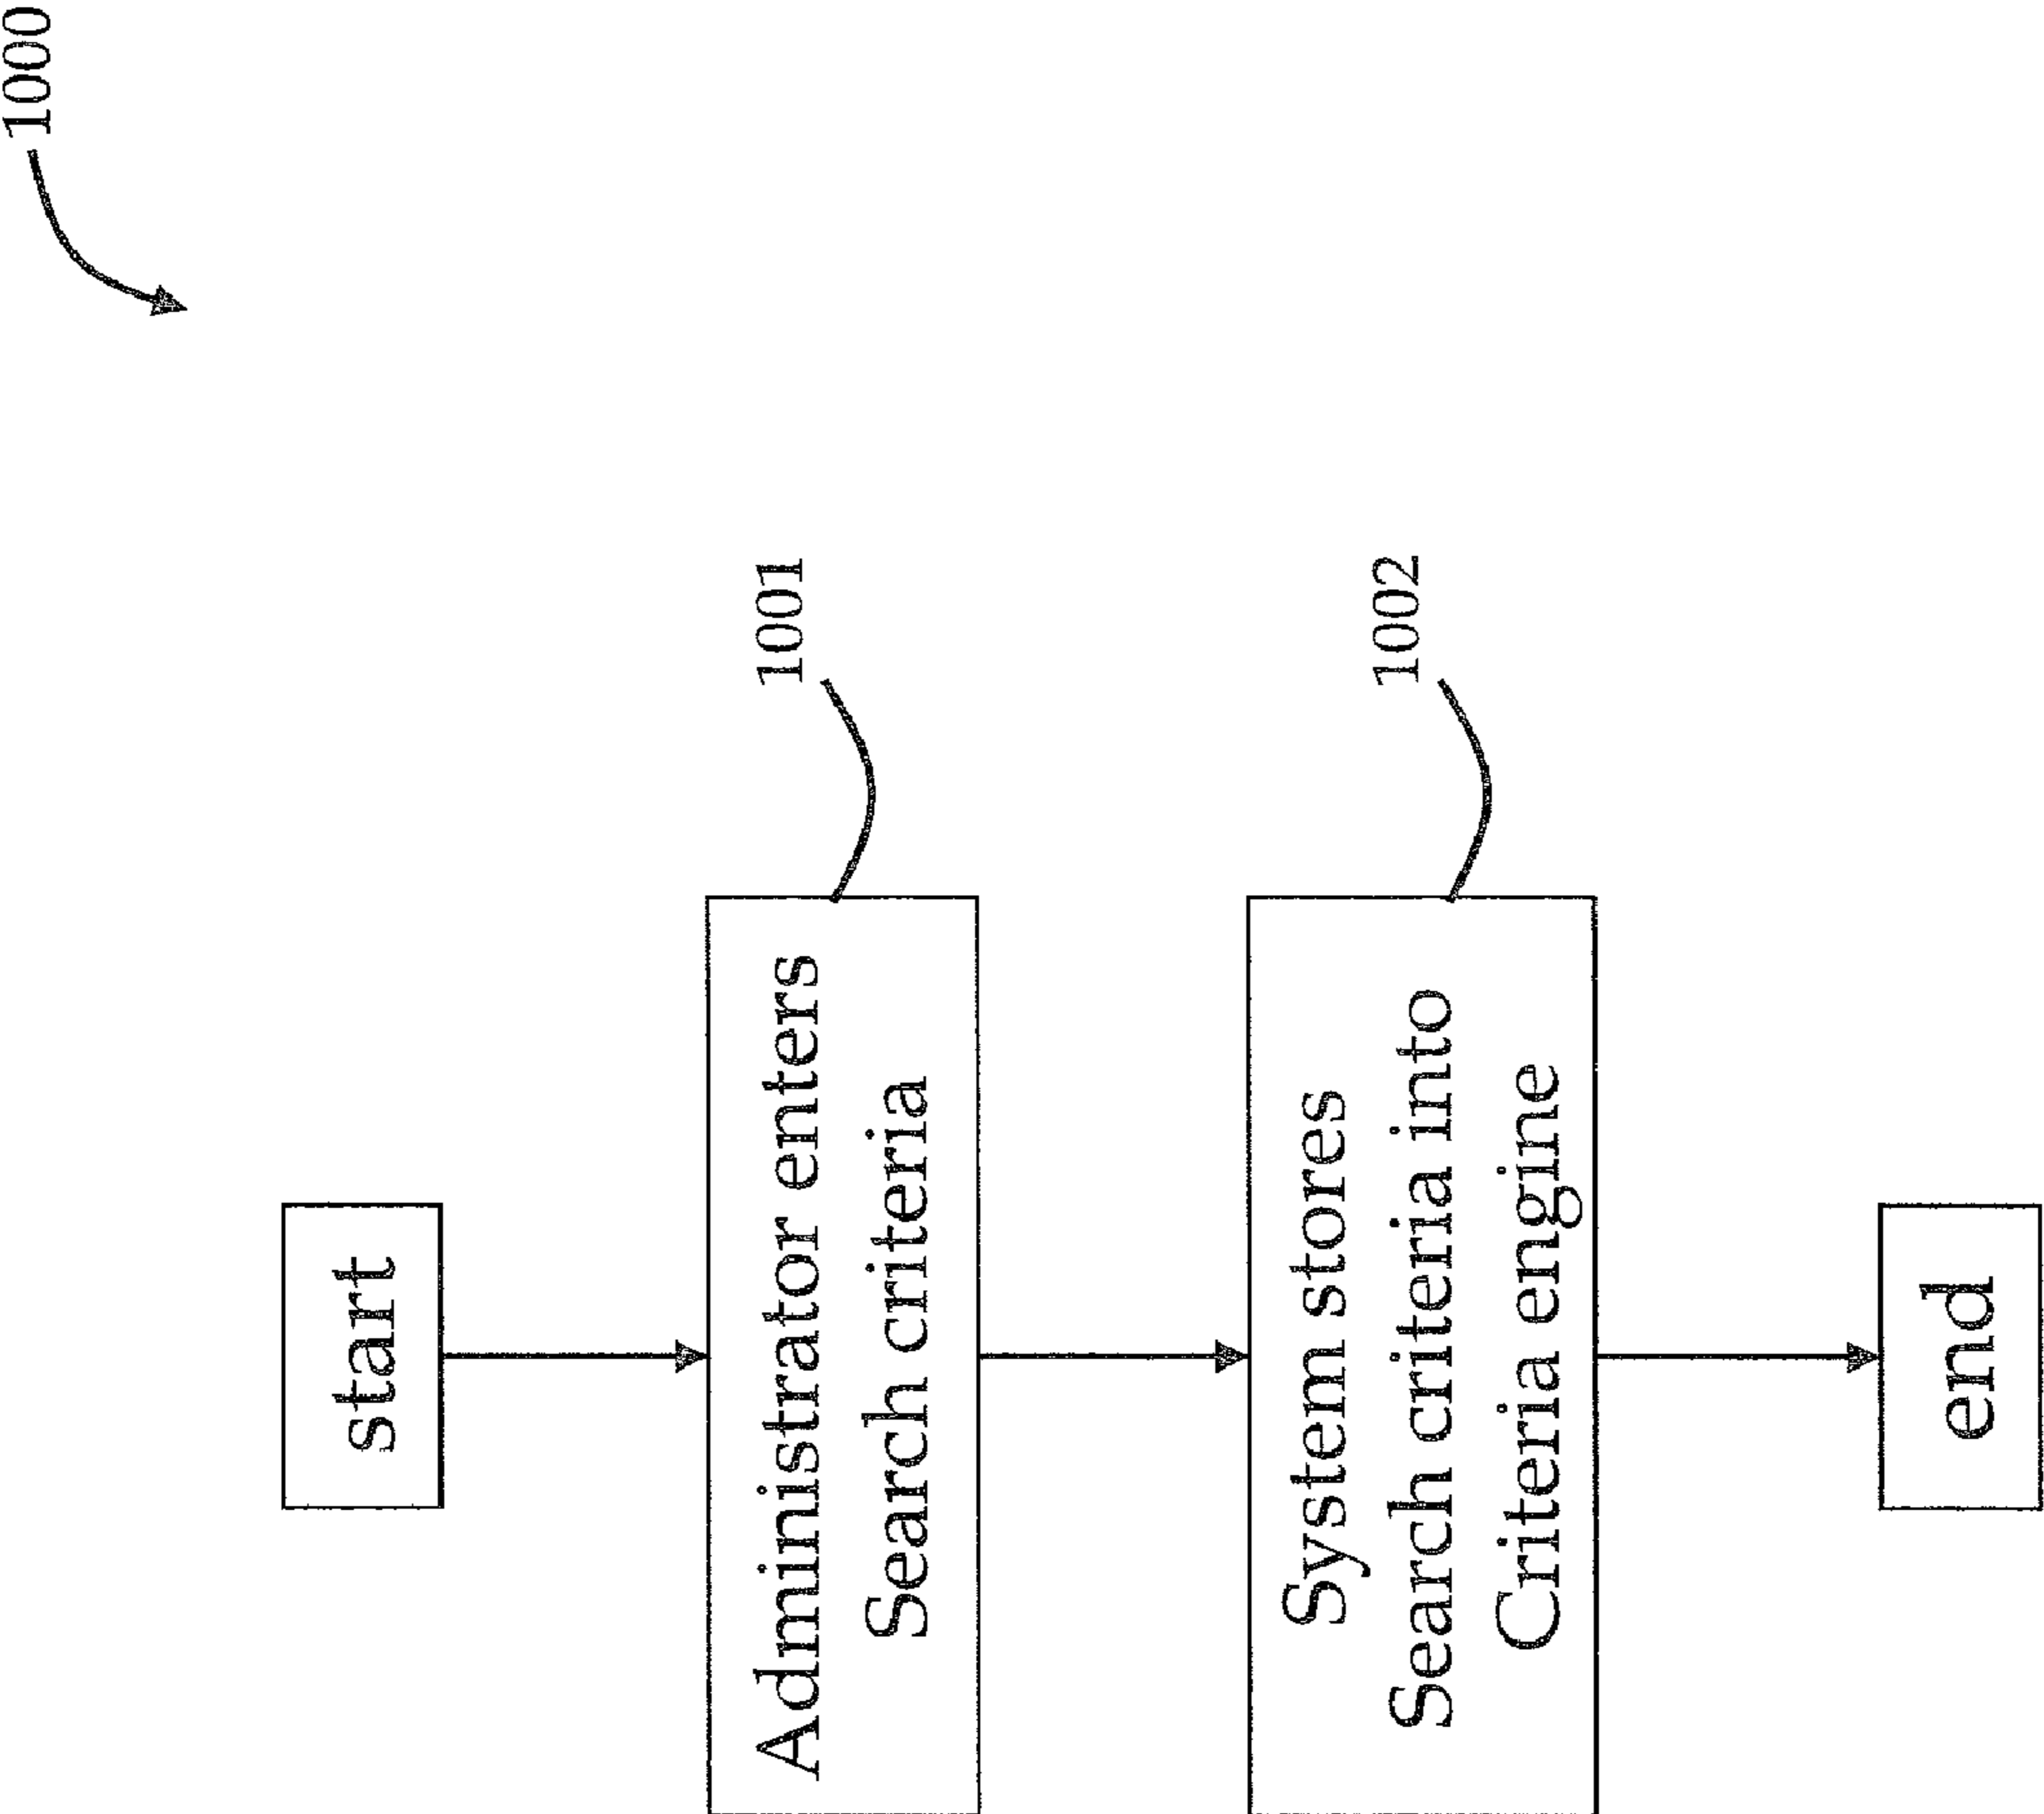 1000
start
1001
Administrator enters
Search criteria
1002
System stores
Search criteria into
Criteria engine
end